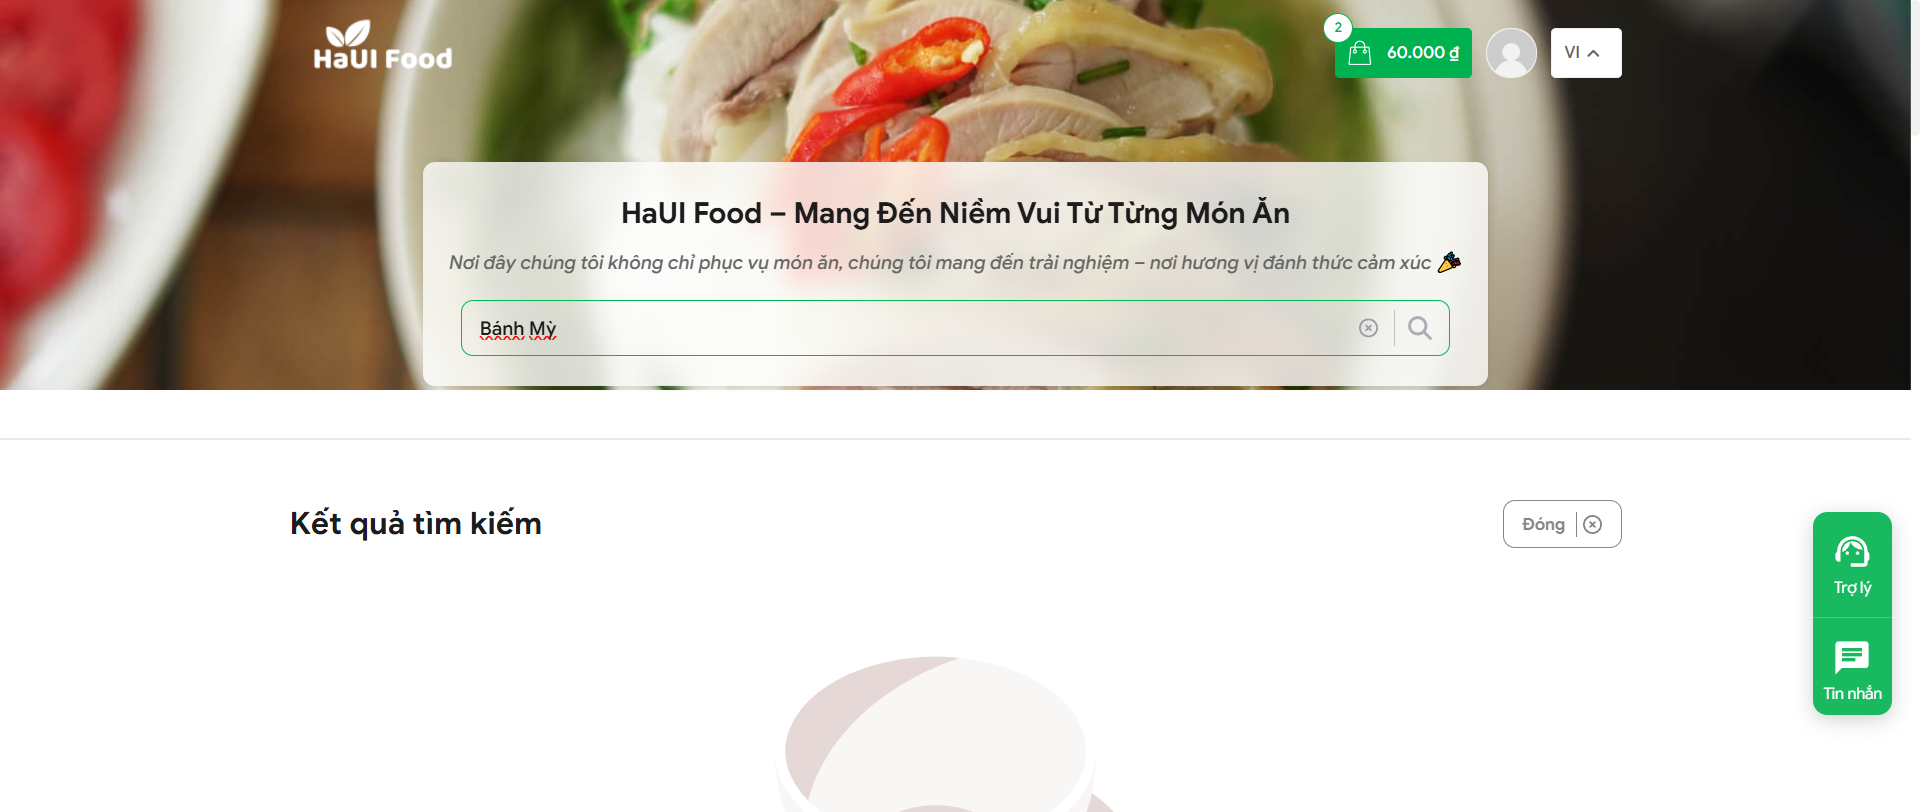 HaUI Food
2
60.000 ₫
VI
HaUI Food – Mang Đến Niềm Vui Từ Từng Món Ăn
Nơi đây chúng tôi không chỉ phục vụ món ăn, chúng tôi mang đến trải nghiệm – nơi hương vị đánh thức cảm xúc
Bánh Mỳ
Kết quả tìm kiếm
Đóng
Trợ lý
Tin nhắn